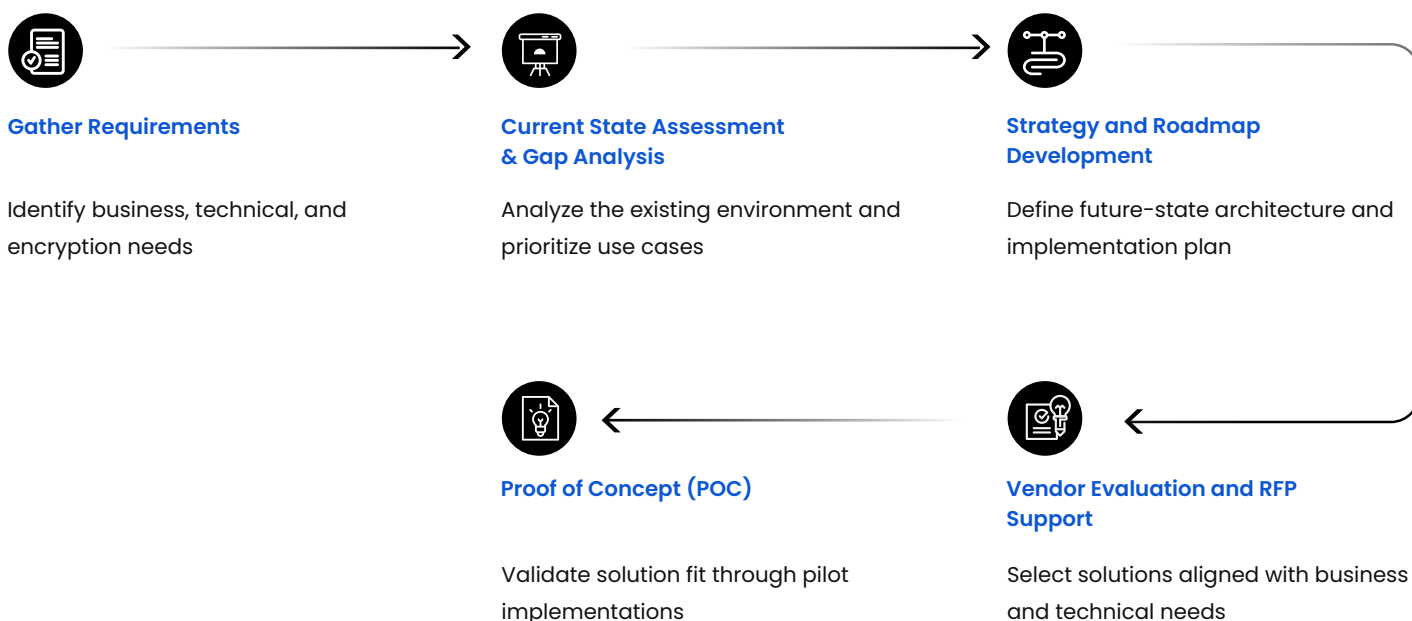 Gather Requirements
Identify business, technical, and
encryption needs
Current State Assessment
& Gap Analysis
Analyze the existing environment and
prioritize use cases
Strategy and Roadmap
Development
Define future-state architecture and
implementation plan
Vendor Evaluation and RFP
Support
Select solutions aligned with business
and technical needs
Proof of Concept (POC)
Validate solution fit through pilot
implementations